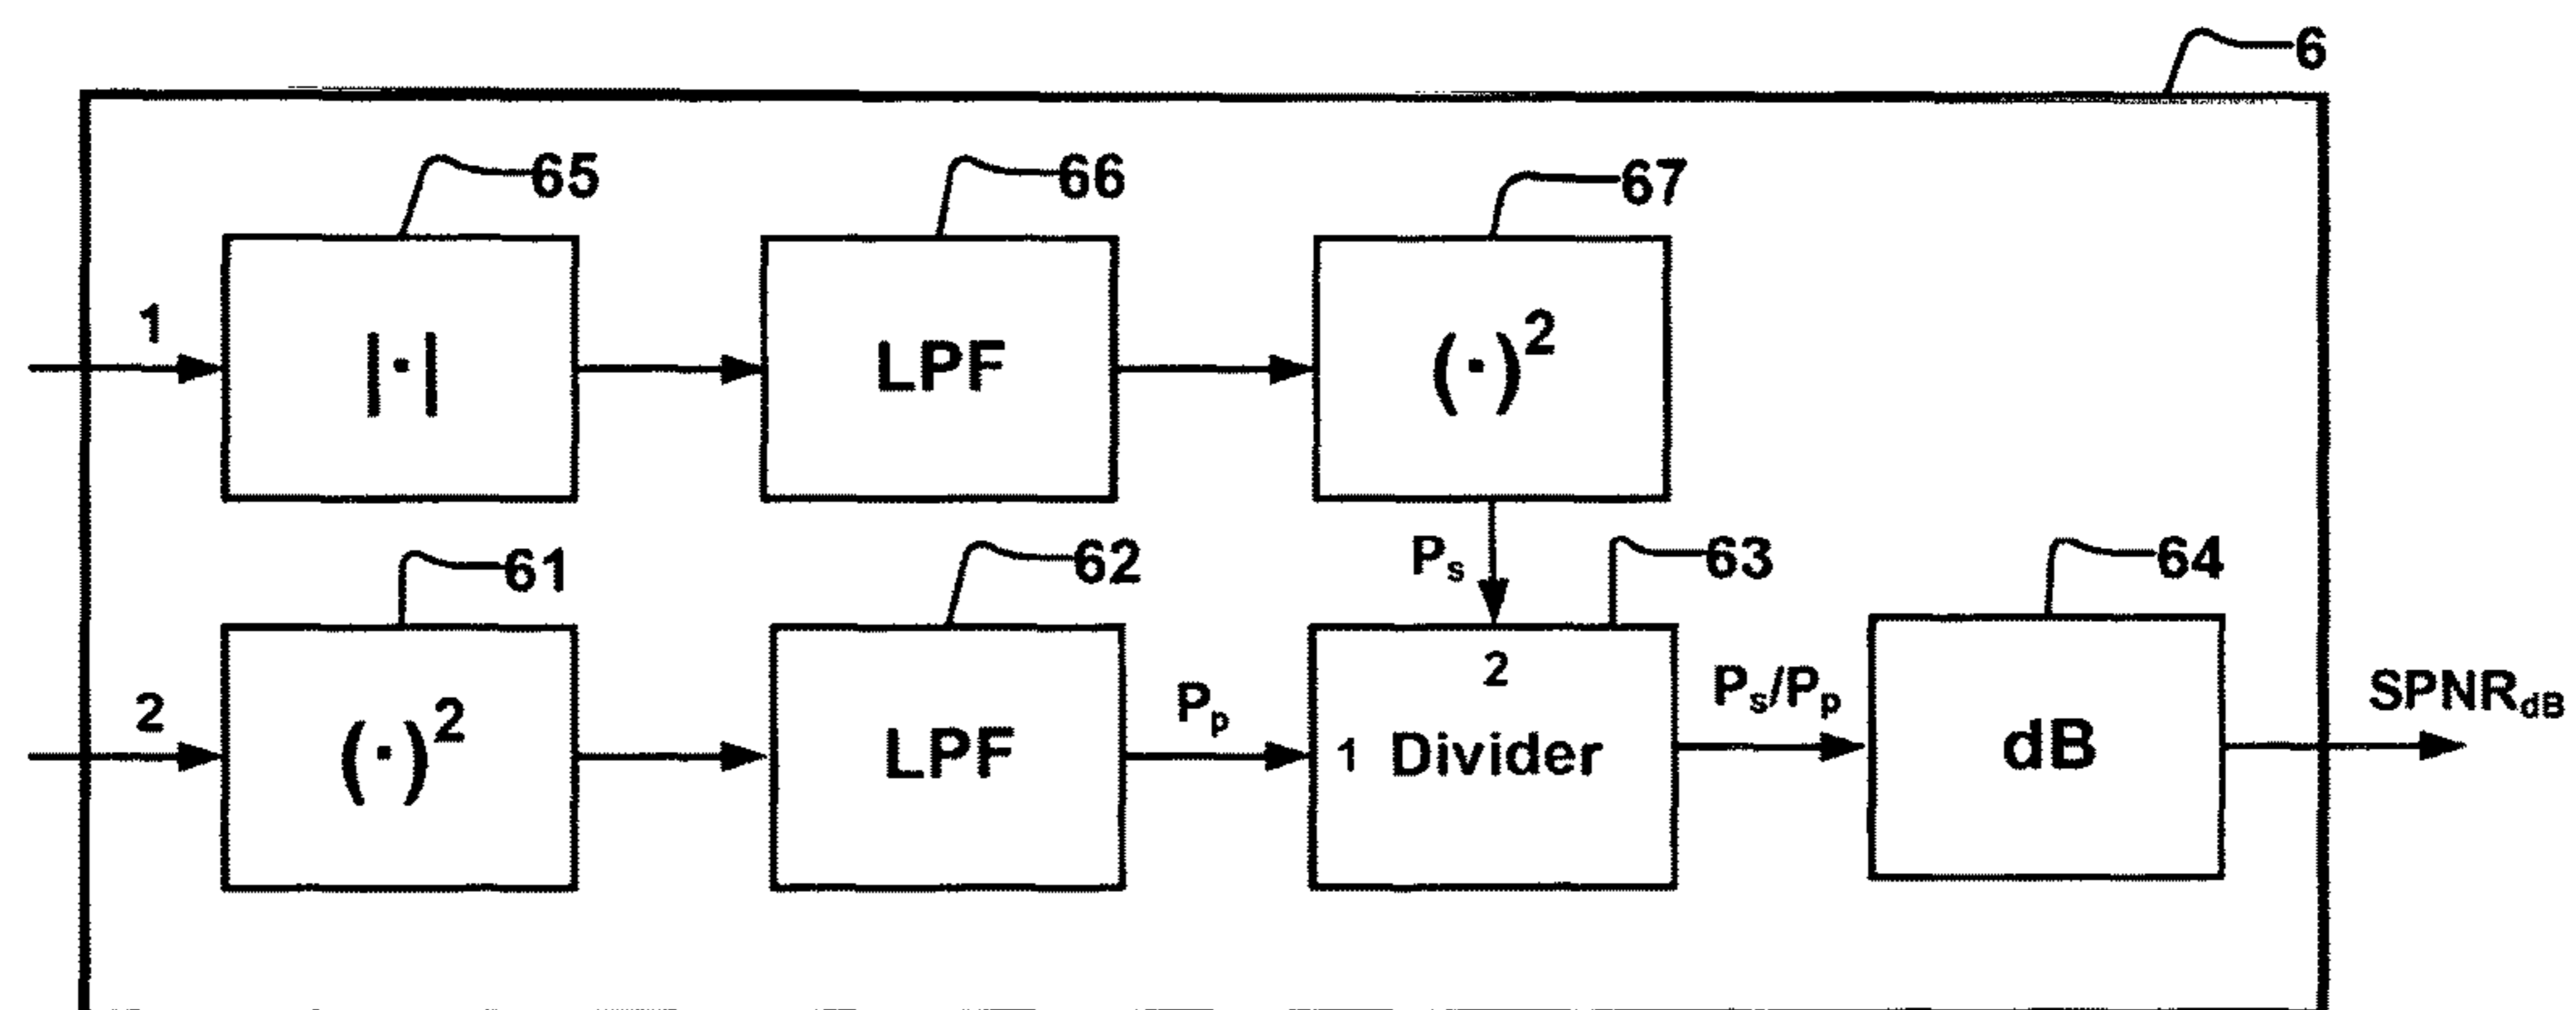 6
65
66
67
1
|·|
LPF
(·)²
Pₛ
61
62
63
64
2
(·)²
LPF
Pₚ
2
1 Divider
Pₛ/Pₚ
dB
SPNR_dB